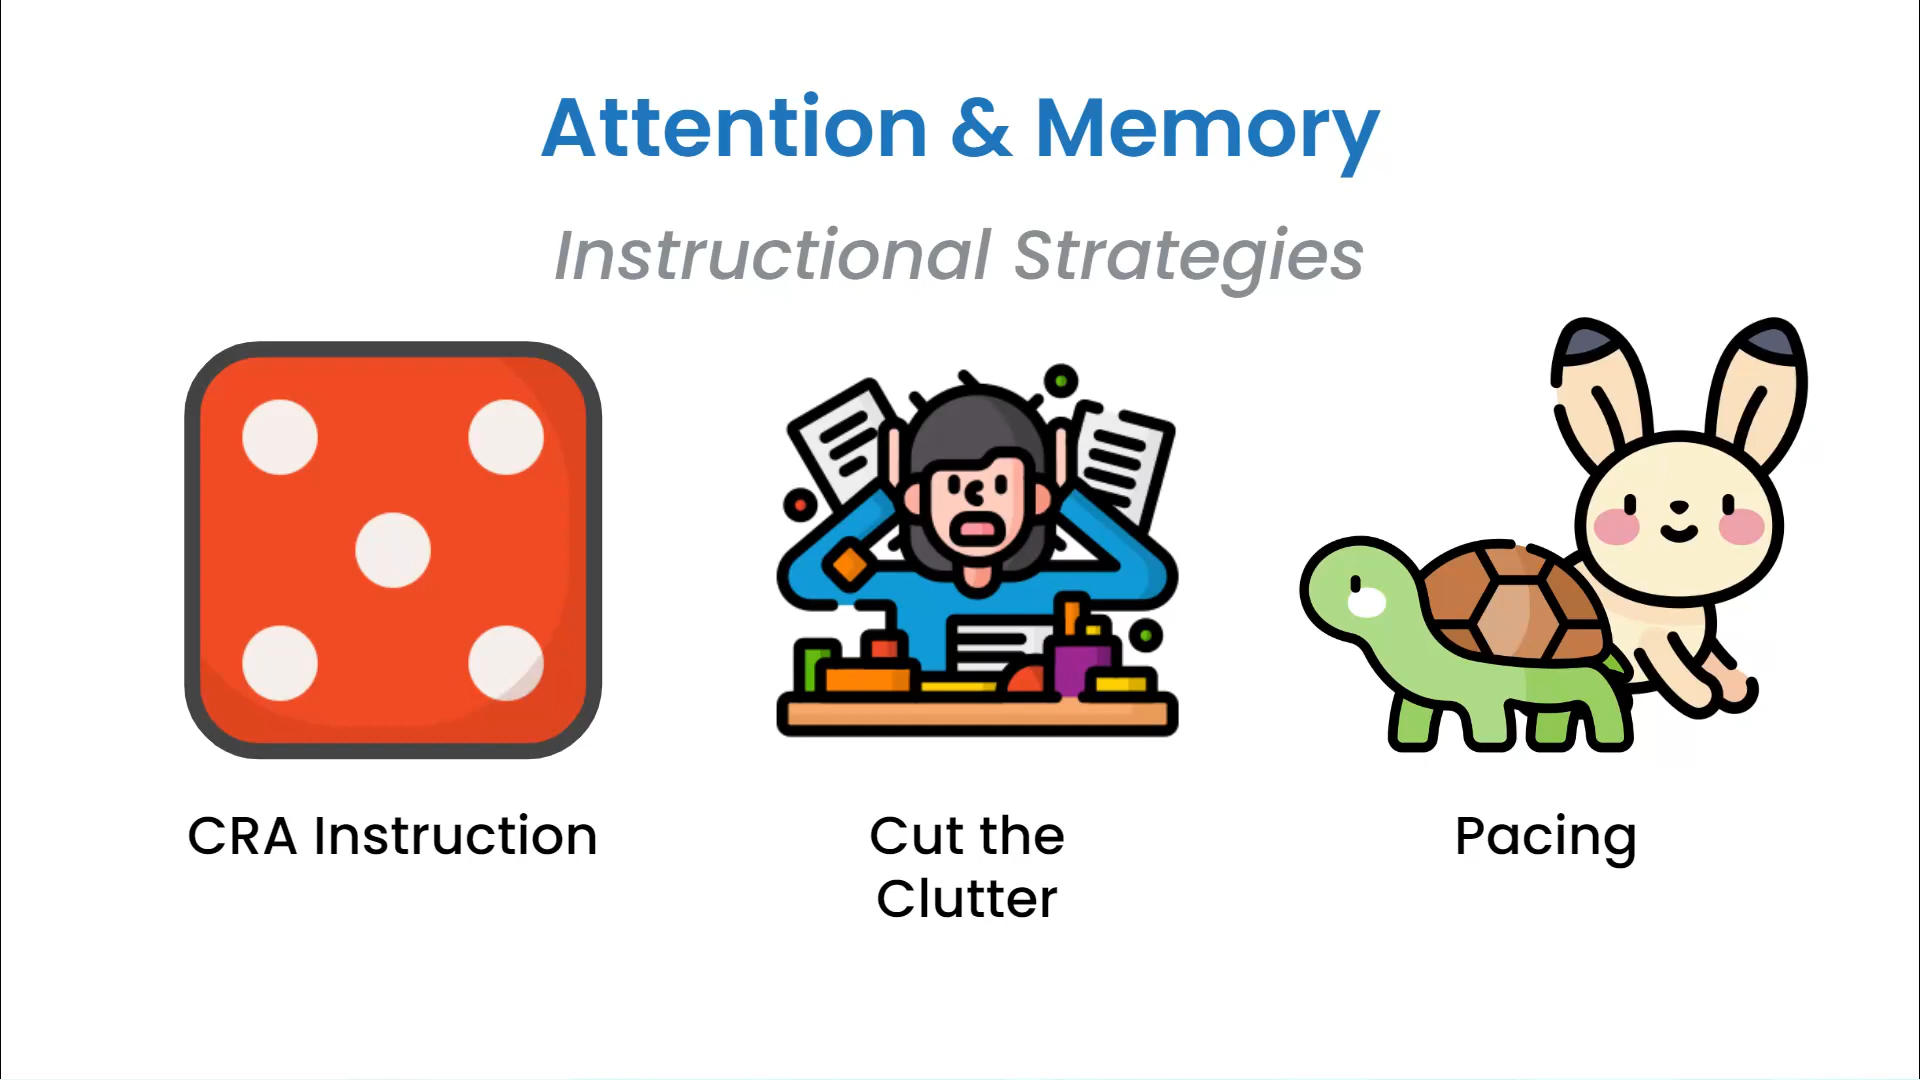 Attention & Memory
Instructional Strategies
CRA Instruction
Cut the
Clutter
Pacing